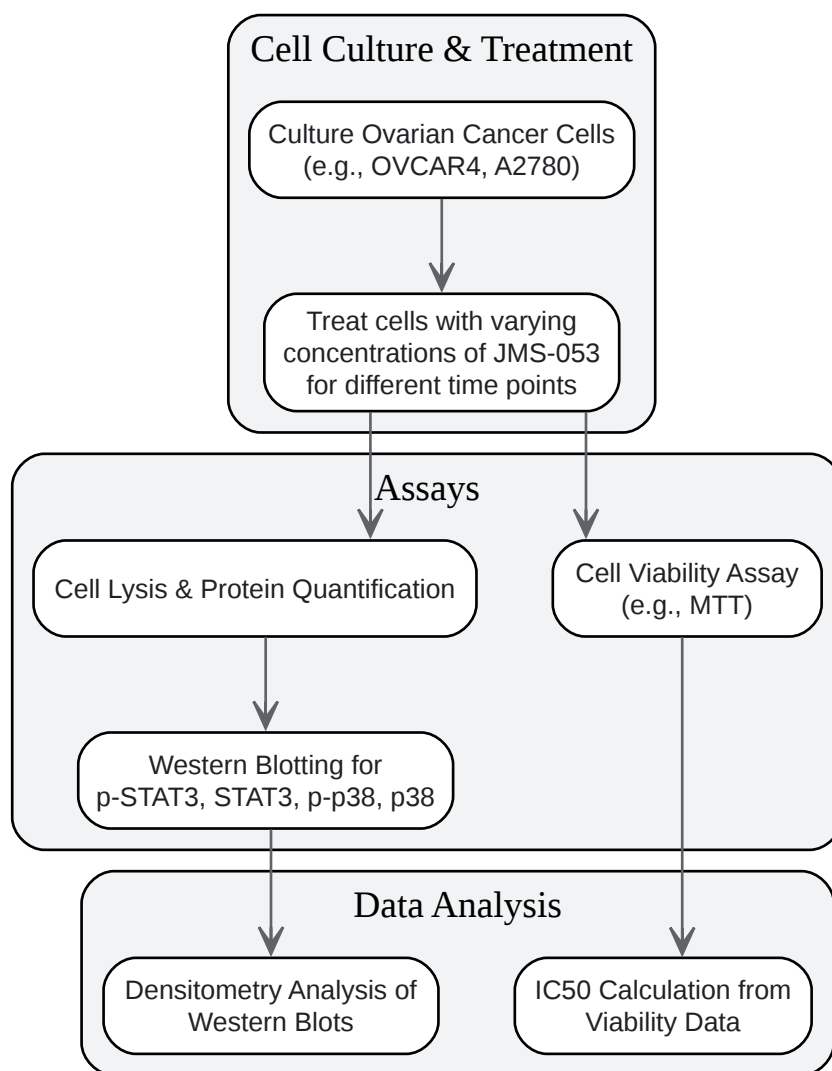 Cell Culture & Treatment
Culture Ovarian Cancer Cells
(e.g., OVCAR4, A2780)
Treat cells with varying
concentrations of JMS-053
for different time points
Assays
Cell Lysis & Protein Quantification
Cell Viability Assay
(e.g., MTT)
Western Blotting for
p-STAT3, STAT3, p-p38, p38
Data Analysis
Densitometry Analysis of
Western Blots
IC50 Calculation from
Viability Data